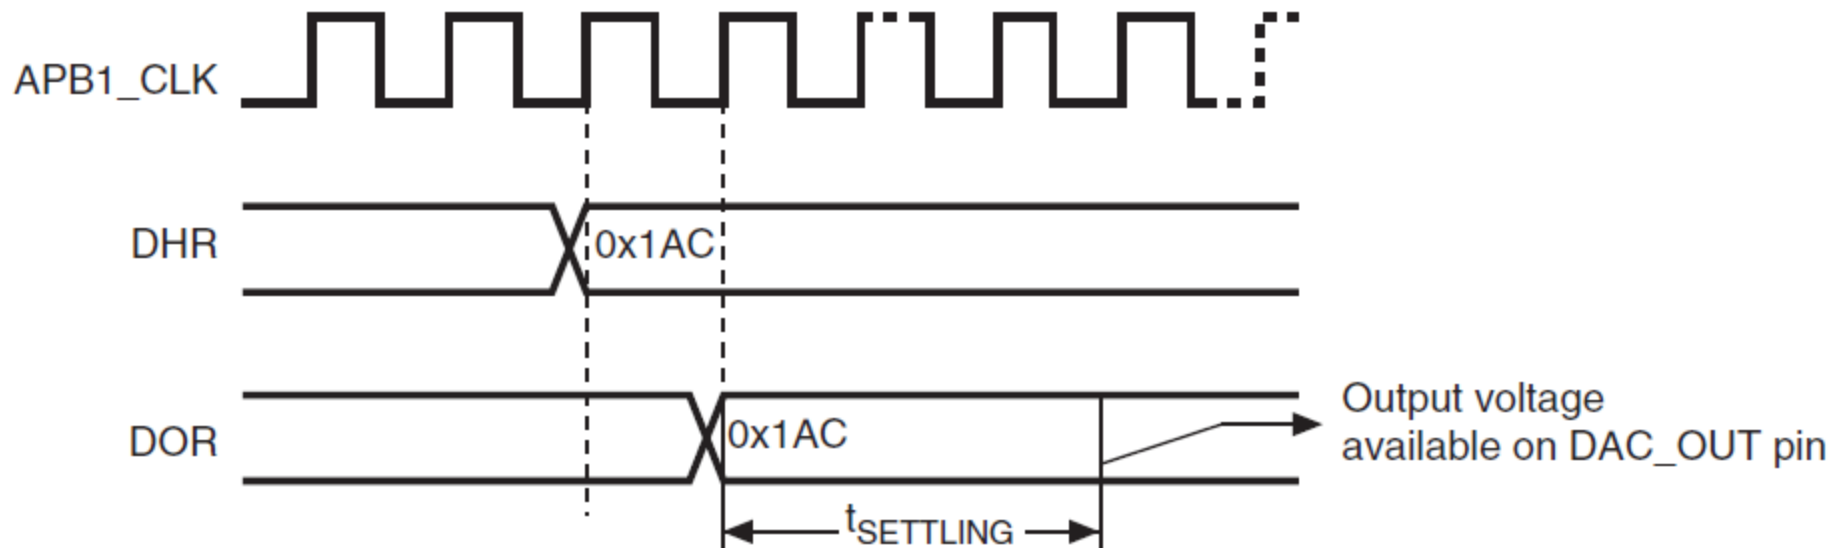 APB1_CLK
DHR
0x1AC
DOR
0x1AC
Output voltage
available on DAC_OUT pin
tSETTLING